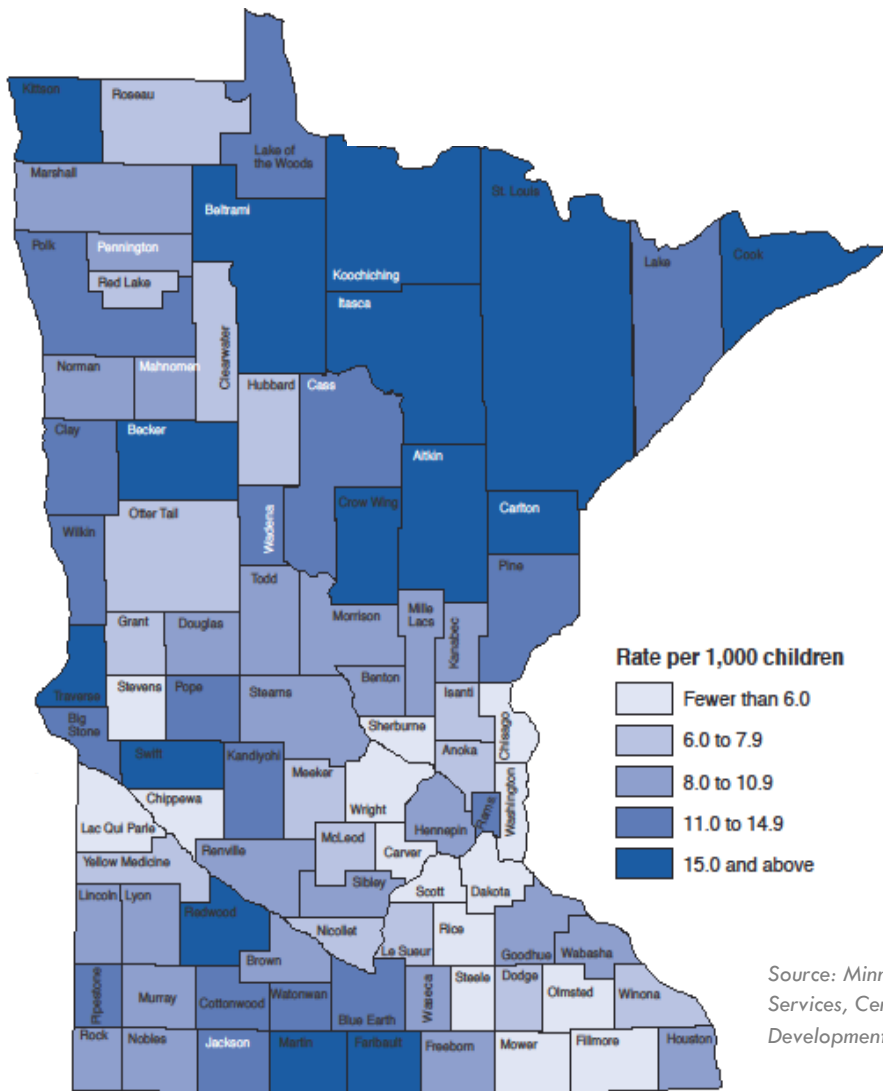 Kittson
Roseau
Lake of
the Woods
Marshall
Beltrami
St. Louis
Polk
Pennington
Red Lake
Koochiching
Lake
Cook
Itasca
Clearwater
Norman
Mahnomen
Hubbard
Cass
Clay
Becker
Aitkin
Crow Wing
Carlton
Otter Tail
Wadena
Wilkin
Pine
Todd
Morrison
Mille
Lacs
Kanabec
Grant
Douglas
Traverse
Stevens
Pope
Stearns
Benton
Isanti
Chisago
Big
Stone
Sherburne
Swift
Kandiyohi
Anoka
Washington
Meeker
Chippewa
Wright
Rams
Lac Qui Parle
Hennepin
McLeod
Carver
Renville
Yellow Medicine
Sibley
Scott
Dakota
Lincoln
Lyon
Redwood
Nicollet
Le Sueur
Rice
Goodhue
Wabasha
Brown
Pipestone
Murray
Cottonwood
Watonwan
Blue Earth
Waseca
Steele
Dodge
Olmsted
Winona
Rock
Nobles
Jackson
Martin
Faribault
Freeborn
Mower
Fillmore
Houston
Rate per 1,000 children
Fewer than 6.0
6.0 to 7.9
8.0 to 10.9
11.0 to 14.9
15.0 and above
Source: Minn
Services, Cen
Development